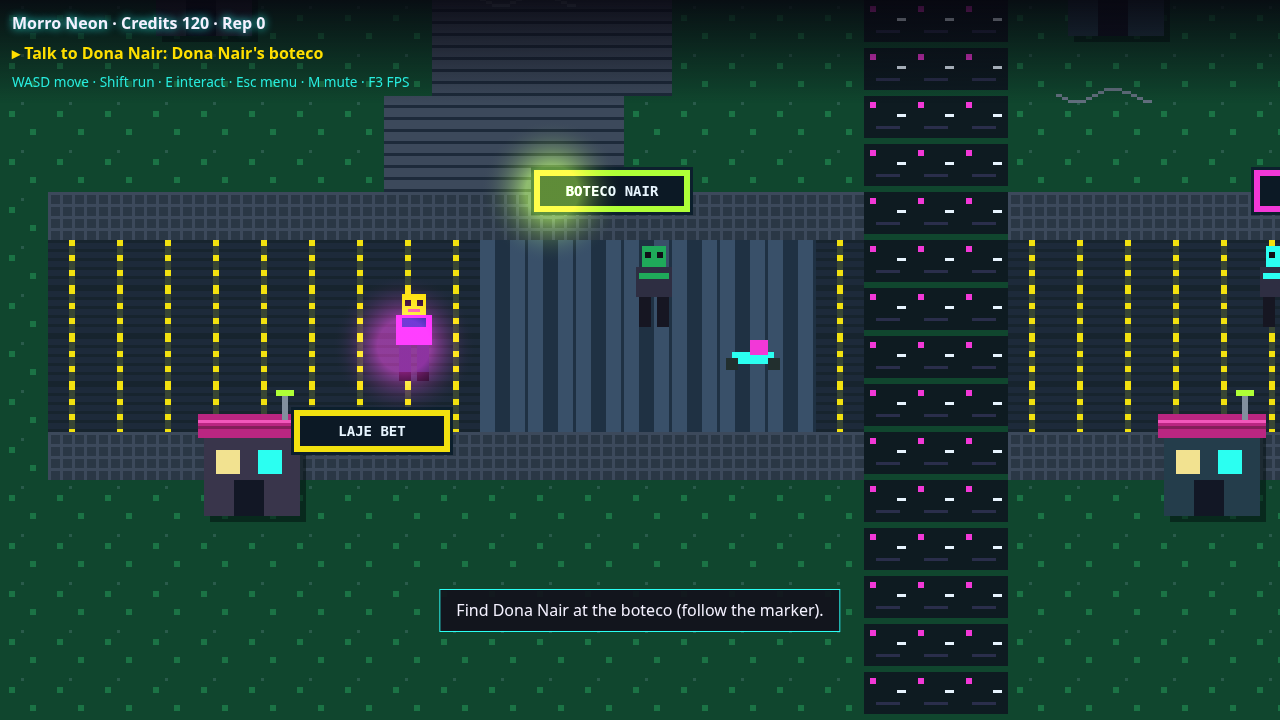 Morro Neon · Credits 120 · Rep 0
▸ Talk to Dona Nair: Dona Nair's boteco
WASD move · Shift run · E interact · Esc menu · M mute · F3 FPS
BOTECO NAIR
LAJE BET
Find Dona Nair at the boteco (follow the marker).